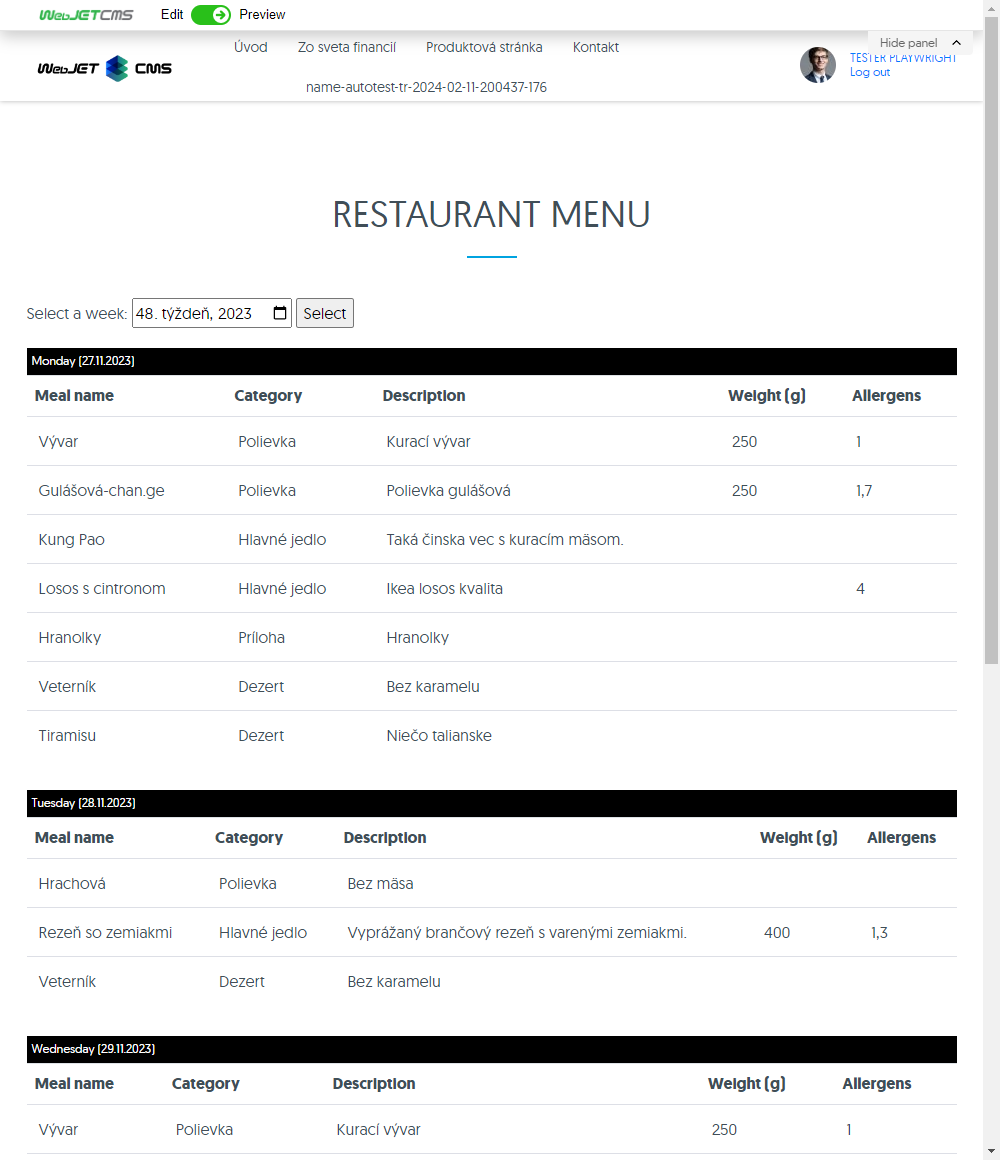 WebJETCMS Edit Preview
Hide panel
Úvod Zo sveta financií Produktová stránka Kontakt
TESTER PLAYWRIGHT
WebJET CMS
Log out
name-autotest-tr-2024-02-11-200437-176
RESTAURANT MENU
Select a week: 48. týždeň, 2023 Select
Monday (27.11.2023)
Meal name Category Description Weight (g) Allergens
Vývar Polievka Kurací vývar 250 1
Gulášová-chan.ge Polievka Polievka gulášová 250 1,7
Kung Pao Hlavné jedlo Taká činska vec s kuracím mäsom.
Losos s cintronom Hlavné jedlo Ikea losos kvalita 4
Hranolky Príloha Hranolky
Veterník Dezert Bez karamelu
Tiramisu Dezert Niečo talianske
Tuesday (28.11.2023)
Meal name Category Description Weight (g) Allergens
Hrachová Polievka Bez mäsa
Rezeň so zemiakmi Hlavné jedlo Vyprážaný brančový rezeň s varenými zemiakmi. 400 1,3
Veterník Dezert Bez karamelu
Wednesday (29.11.2023)
Meal name Category Description Weight (g) Allergens
Vývar Polievka Kurací vývar 250 1